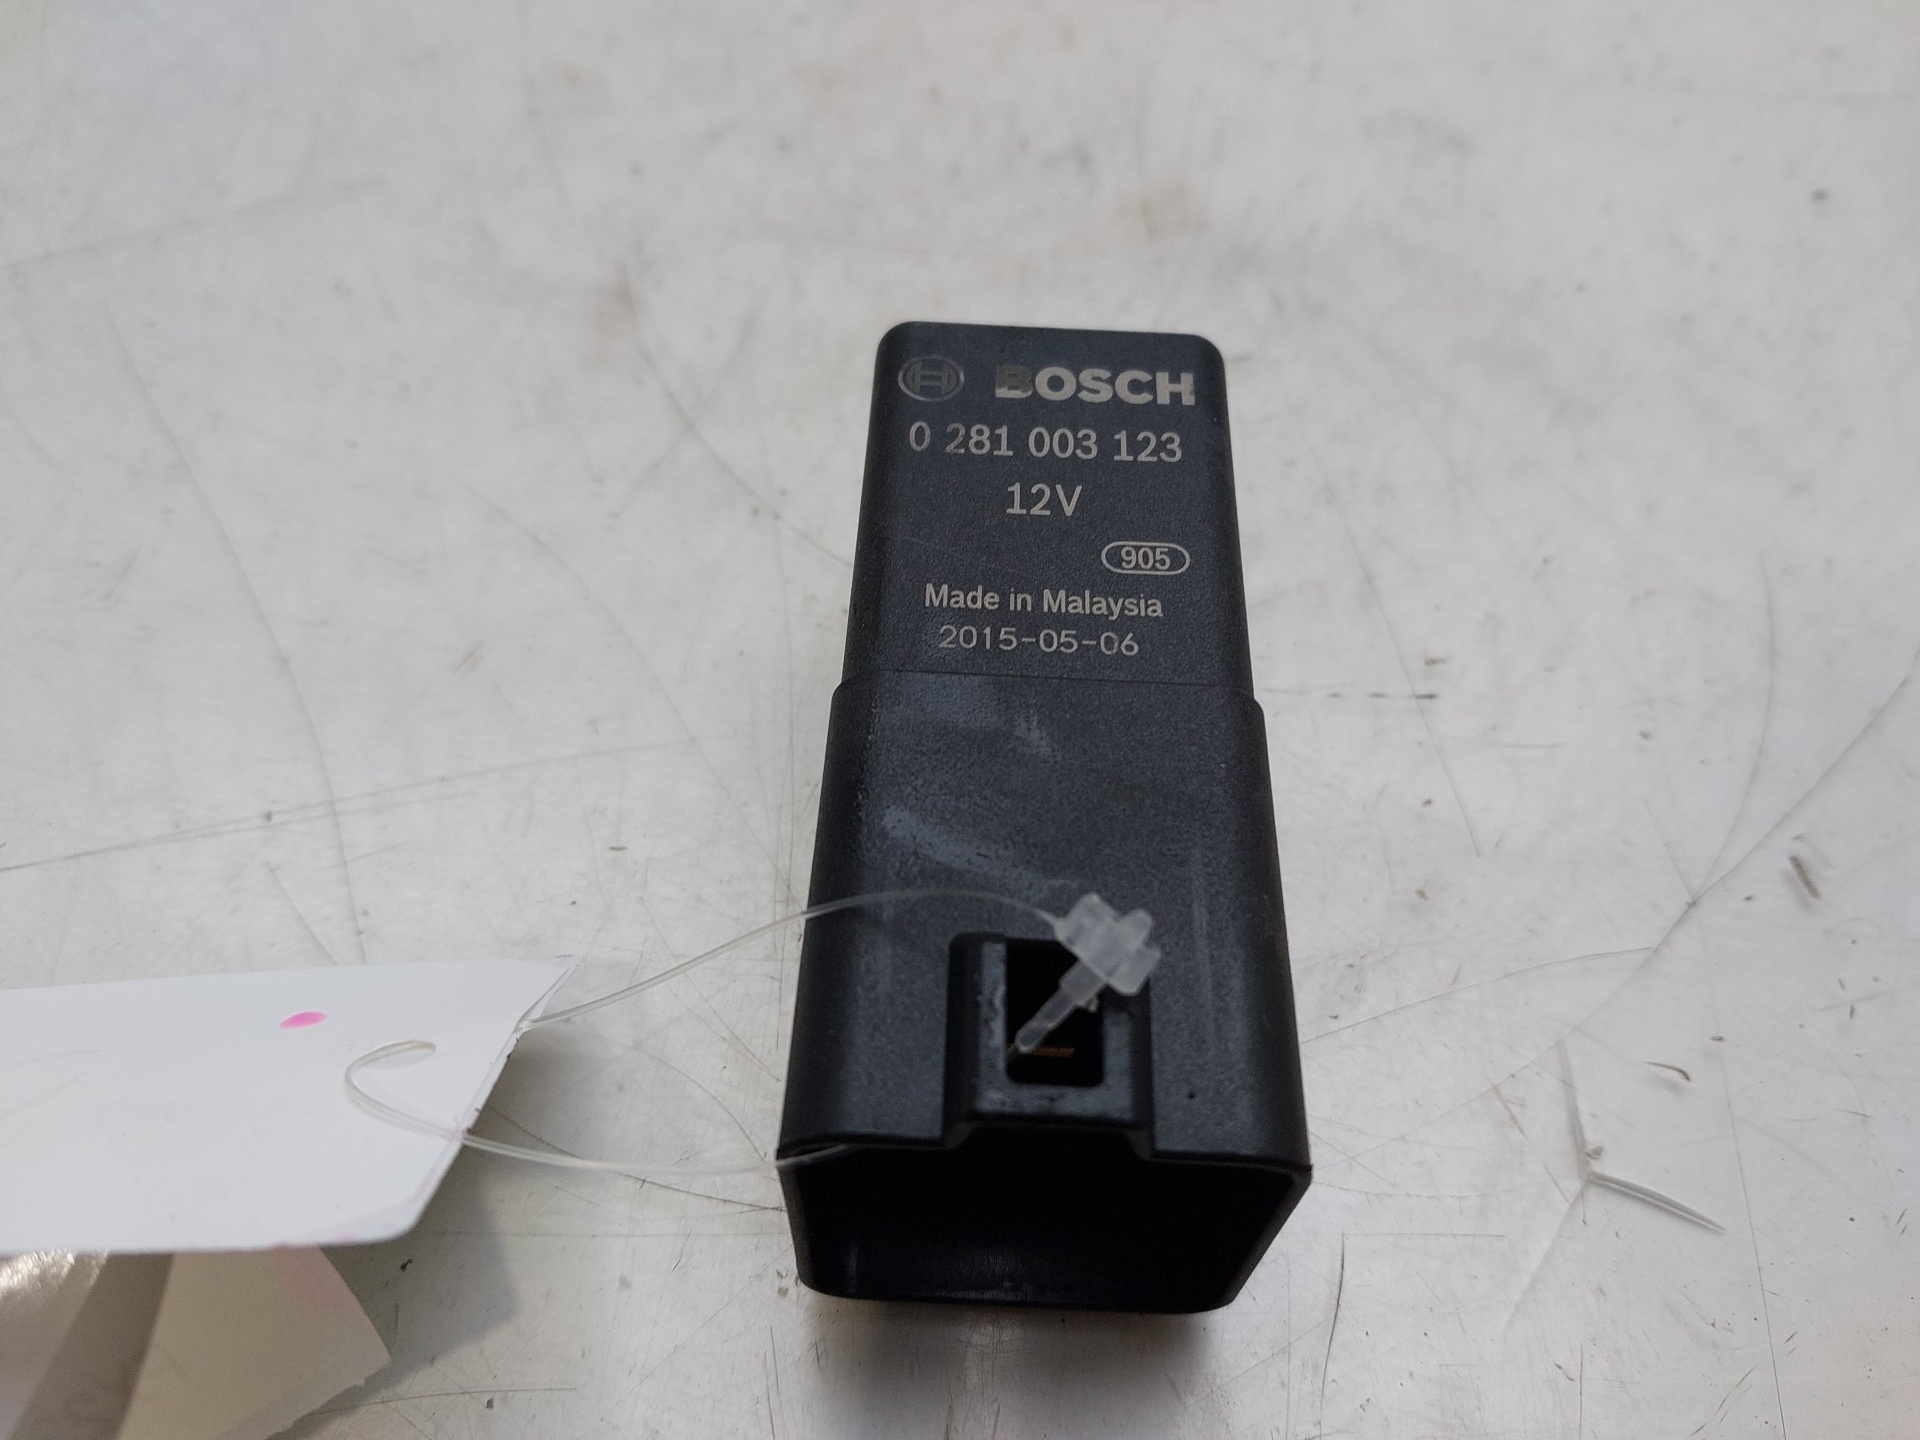 BOSCH
0 281 003 123
12V
905
Made in Malaysia
2015-05-06